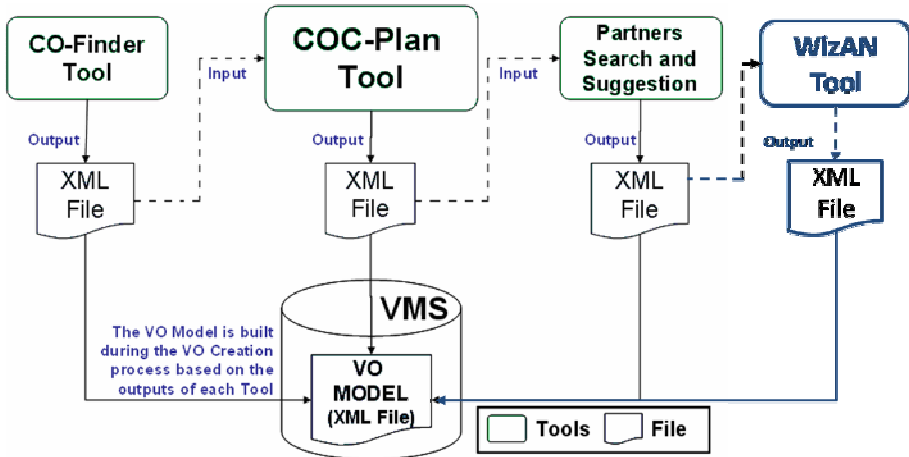 CO-Finder
Tool
COC-Plan
Tool
Partners
Search and
Suggestion
WizAN
Tool
Input
Input
Output
Output
Output
Output
XML
File
XML
File
XML
File
XML
File
VMS
The VO Model is built
during the VO Creation
process based on the
outputs of each Tool
VO
MODEL
(XML File)
Tools
File